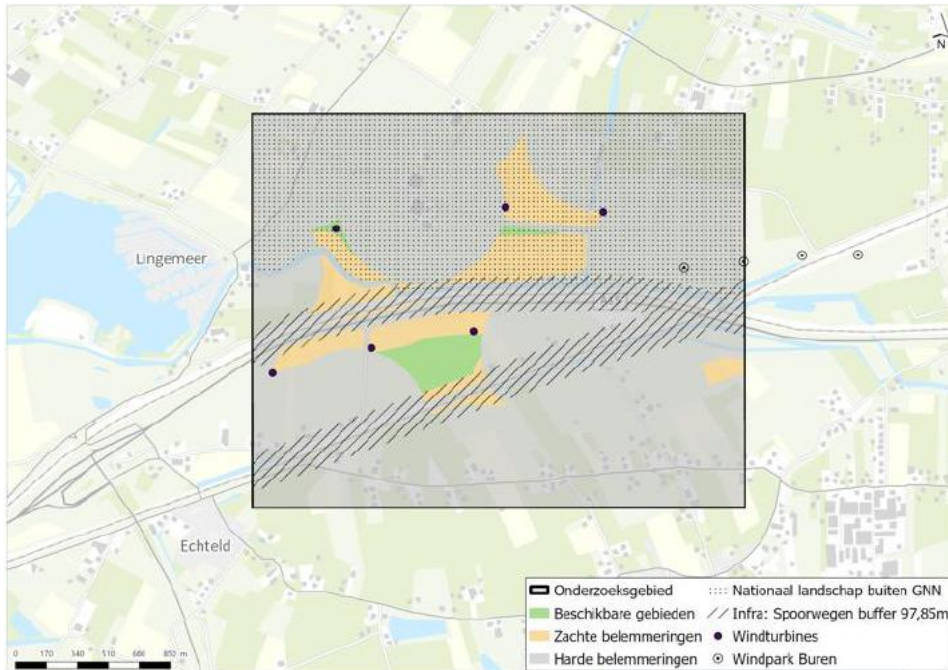 N
Lingemeer
Echteld
0 170 340 510 680 852 m
Onderzoeksgebied
Beschikbare gebieden
Zachte belemmeringen
Harde belemmeringen
Nationaal landschap buiten GNN
Infra: Spoorwegen buffer 97,85m
Windturbines
Windpark Buren